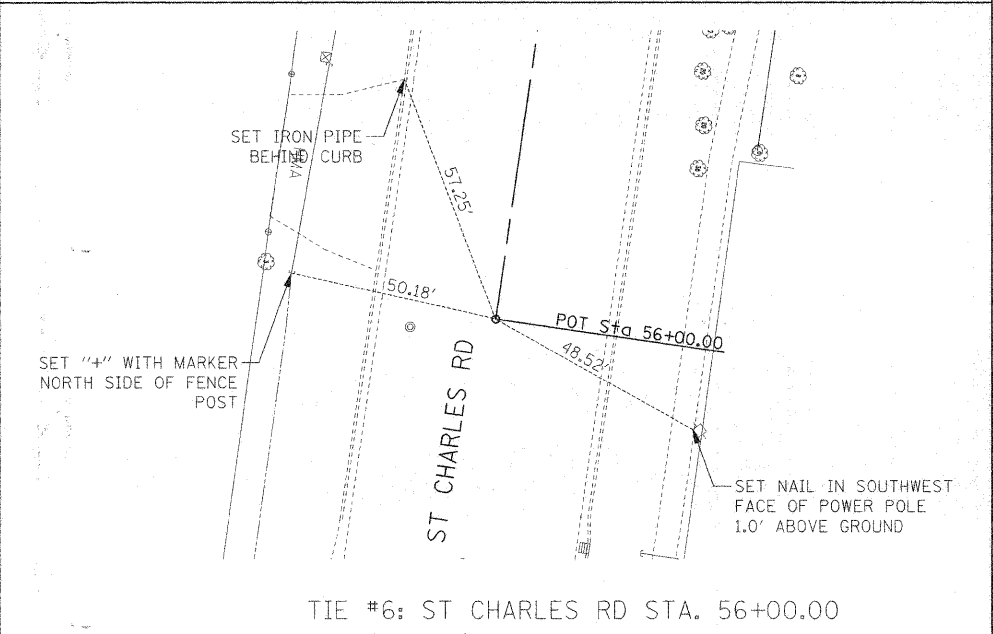 SET IRON PIPE
BEHIND CURB
57.25'
50.18'
POT Sta 56+00.00
48.52'
SET "+" WITH MARKER
NORTH SIDE OF FENCE
POST
ST CHARLES RD
SET NAIL IN SOUTHWEST
FACE OF POWER POLE
1.0' ABOVE GROUND
TIE #6: ST CHARLES RD STA. 56+00.00